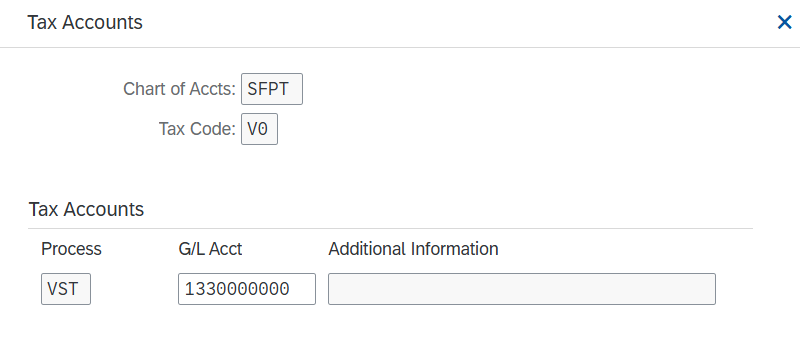 Tax Accounts
Chart of Accts: SFPT
Tax Code: V0
Tax Accounts
Process G/L Acct Additional Information
VST 1330000000